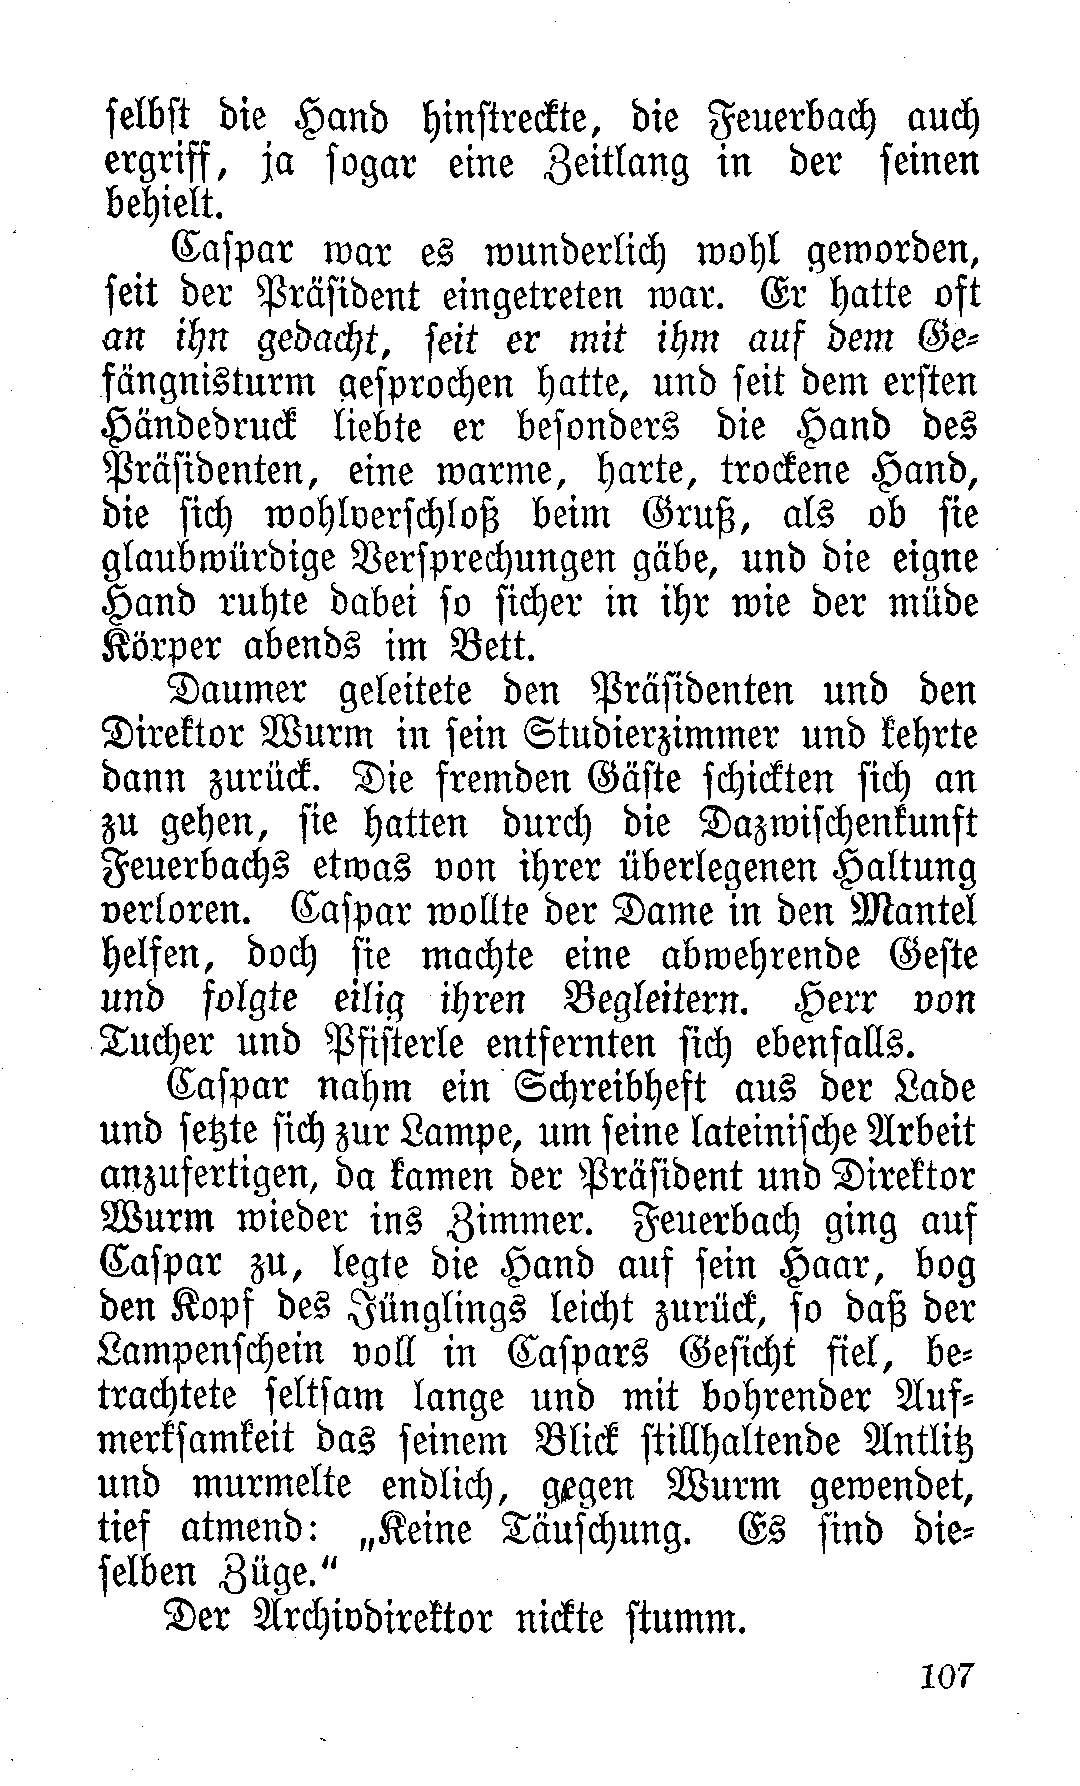 selbst die Hand hinstreckte, die Feuerbach auch
ergriff, ja sogar eine Zeitlang in der seinen
behielt.
Caspar war es wunderlich wohl geworden,
seit der Präsident eingetreten war. Er hatte oft
an ihn gedacht, seit er mit ihm auf dem Ge-
fängnisturm gesprochen hatte, und seit dem ersten
Händedruck liebte er besonders die Hand des
Präsidenten, eine warme, harte, trockene Hand,
die sich wohlverschloß beim Gruß, als ob sie
glaubwürdige Versprechungen gäbe, und die eigne
Hand ruhte dabei so sicher in ihr wie der müde
Körper abends im Bett.
Daumer geleitete den Präsidenten und den
Direktor Wurm in sein Studierzimmer und kehrte
dann zurück. Die fremden Gäste schickten sich an
zu gehen, sie hatten durch die Dazwischenkunft
Feuerbachs etwas von ihrer überlegenen Haltung
verloren. Caspar wollte der Dame in den Mantel
helfen, doch sie machte eine abwehrende Geste
und folgte eilig ihren Begleitern. Herr von
Tucher und Pfisterle entfernten sich ebenfalls.
Caspar nahm ein Schreibheft aus der Lade
und setzte sich zur Lampe, um seine lateinische Arbeit
anzufertigen, da kamen der Präsident und Direktor
Wurm wieder ins Zimmer. Feuerbach ging auf
Caspar zu, legte die Hand auf sein Haar, bog
den Kopf des Jünglings leicht zurück, so daß der
Lampenschein voll in Caspars Gesicht fiel, be-
trachtete seltsam lange und mit bohrender Auf-
merksamkeit das seinem Blick stillhaltende Antlitz
und murmelte endlich, gegen Wurm gewendet,
tief atmend: „Keine Täuschung. Es sind die-
selben Züge.“
Der Archivdirektor nickte stumm.
107